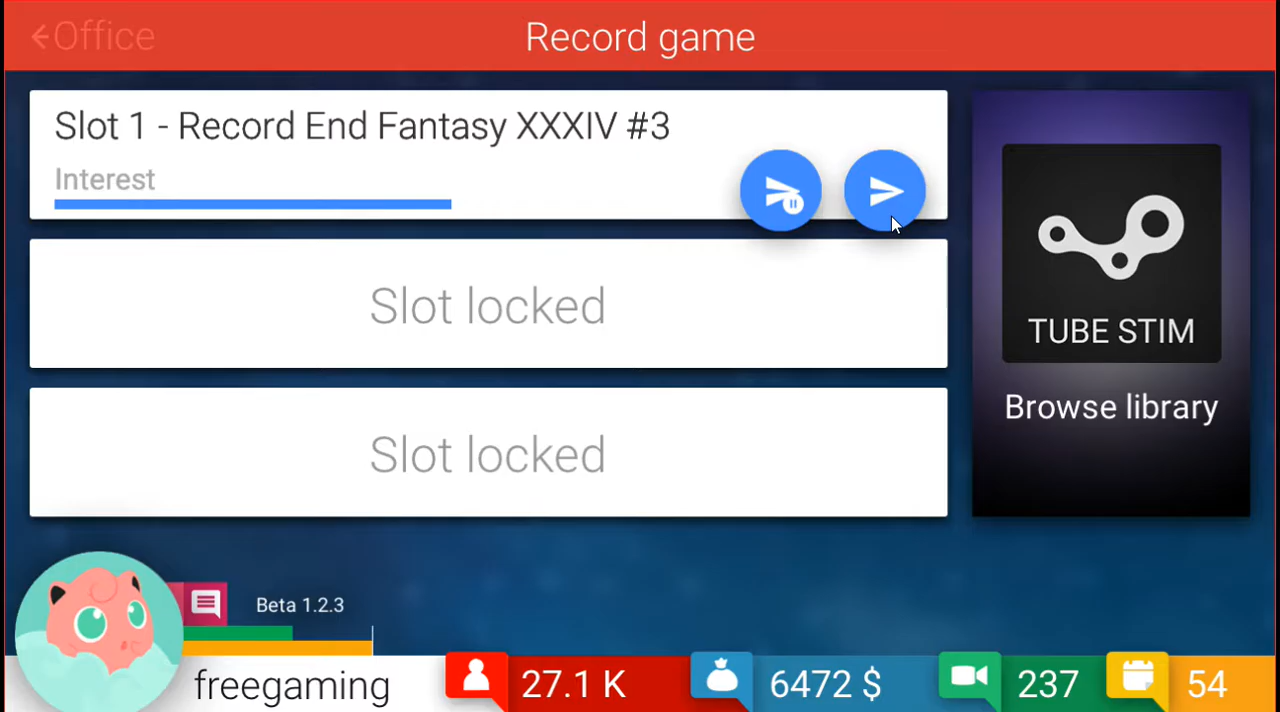 Office
Record game
Slot 1 - Record End Fantasy XXXIV #3
Interest
Slot locked
Slot locked
TUBE STIM
Browse library
Beta 1.2.3
freegaming
27.1 K
6472 $
237
54